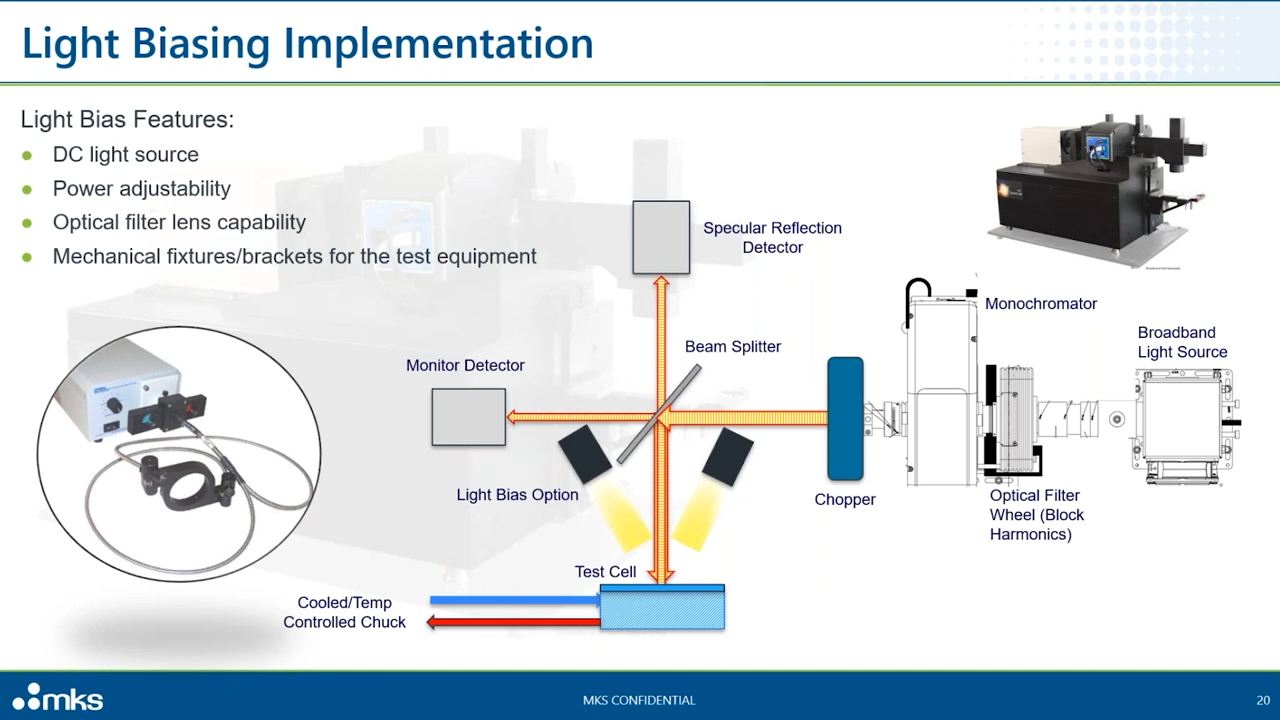 Light Biasing Implementation
Light Bias Features:
DC light source
Power adjustability
Optical filter lens capability
Mechanical fixtures/brackets for the test equipment
Specular Reflection
Detector
Monochromator
Broadband
Light Source
Beam Splitter
Monitor Detector
Light Bias Option
Chopper
Optical Filter
Wheel (Block
Harmonics)
Test Cell
Cooled/Temp
Controlled Chuck
mks
MKS CONFIDENTIAL
20